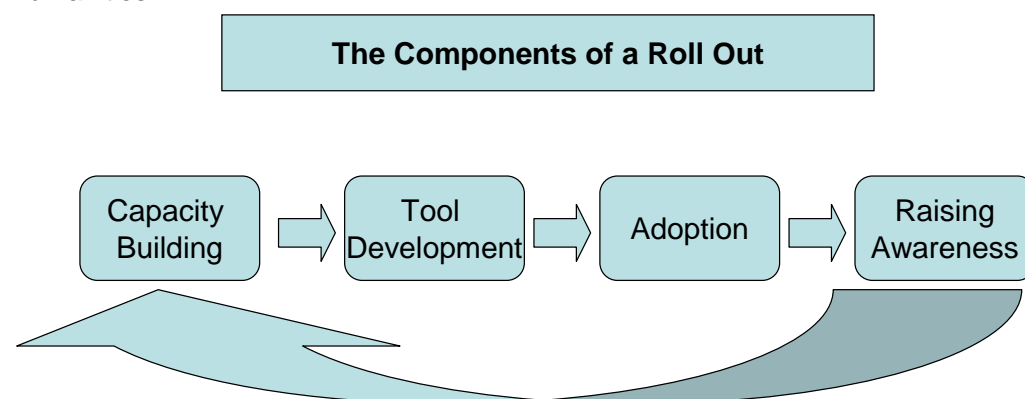 The Components of a Roll Out
Capacity
Building
Tool
Development
Adoption
Raising
Awareness